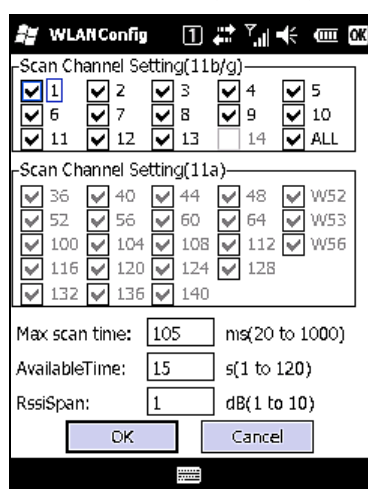 WLANConfig 1 OK
Scan Channel Setting(11b/g)
1 2 3 4 5
6 7 8 9 10
11 12 13 14 ALL
Scan Channel Setting(11a)
36 40 44 48 W52
52 56 60 64 W53
100 104 108 112 W56
116 120 124 128
132 136 140
Max scan time: 105 ms(20 to 1000)
AvailableTime: 15 s(1 to 120)
RssiSpan: 1 dB(1 to 10)
OK Cancel